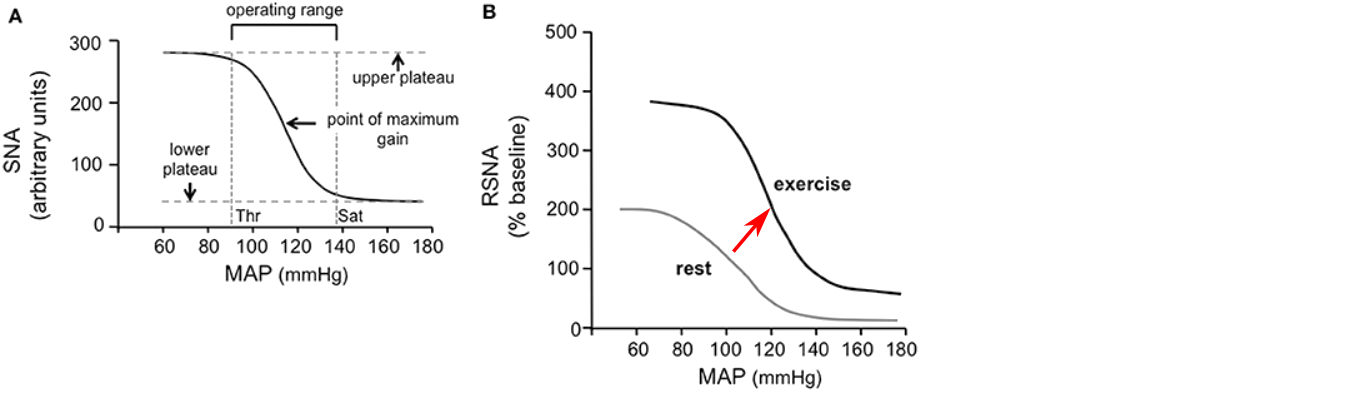 A
operating range
300
200
100
0
SNA
(arbitrary units)
upper plateau
point of maximum
gain
lower
plateau
Thr
Sat
60 80 100 120 140 160 180
MAP (mmHg)
B
500
400
300
200
100
0
RSNA
(% baseline)
exercise
rest
60 80 100 120 140 160 180
MAP (mmHg)